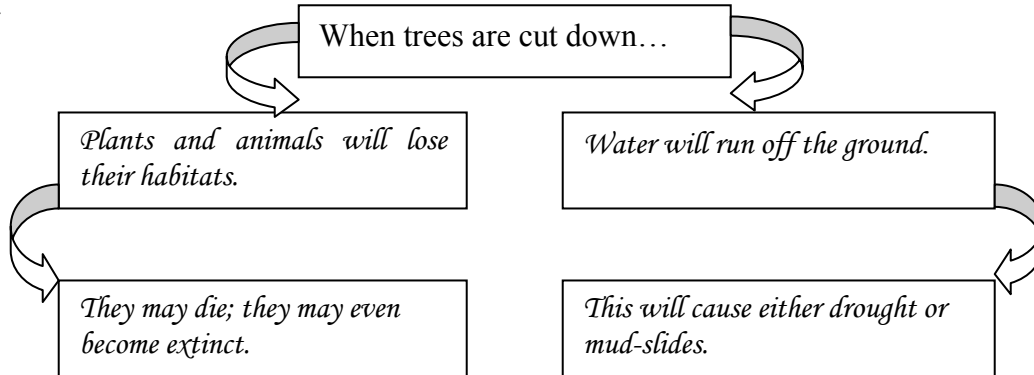 When trees are cut down…
Plants and animals will lose
their habitats.
Water will run off the ground.
They may die; they may even
become extinct.
This will cause either drought or
mud-slides.